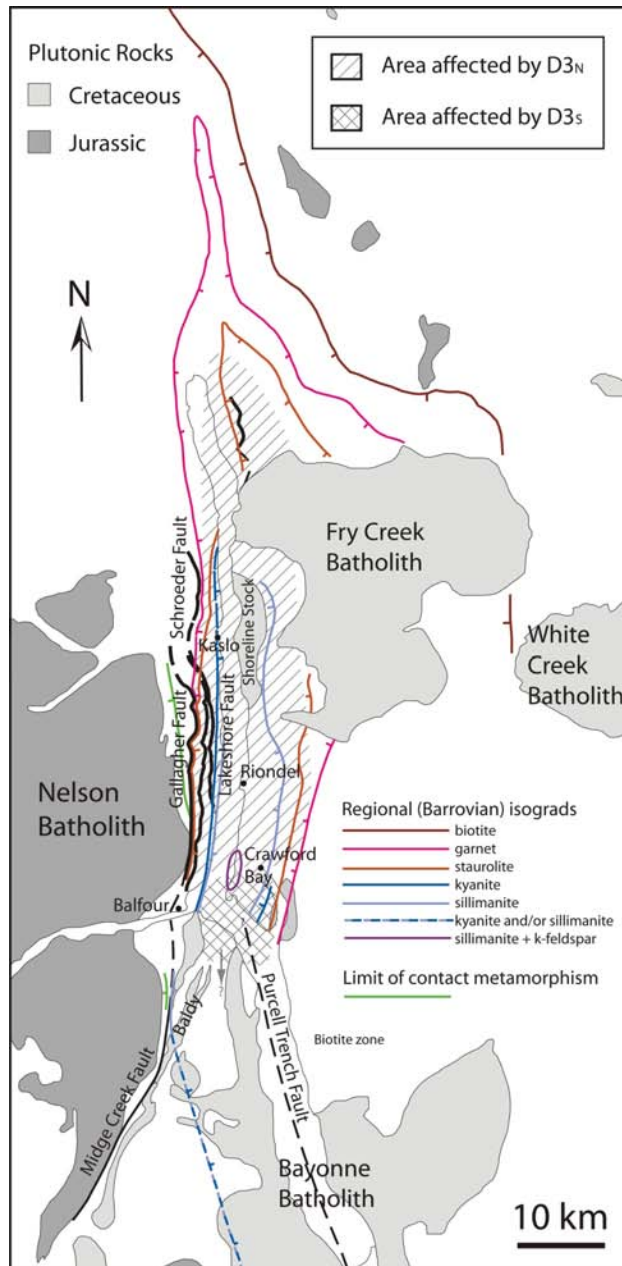 Plutonic Rocks
Cretaceous
Jurassic
Area affected by D3N
Area affected by D3S
N
Schroeder Fault
Kaslo
Shoreline Stock
Fry Creek
Batholith
White
Creek
Batholith
Gallagher Fault
Lakeshore Fault
Nelson
Batholith
Riondel
Crawford
Bay
Balfour
Regional (Barrovian) isograds
biotite
garnet
staurolite
kyanite
sillimanite
kyanite and/or sillimanite
sillimanite + k-feldspar
Limit of contact metamorphism
?
?
Baldy
Midge Creek Fault
Purcell Trench Fault
Biotite zone
Bayonne
Batholith
10 km